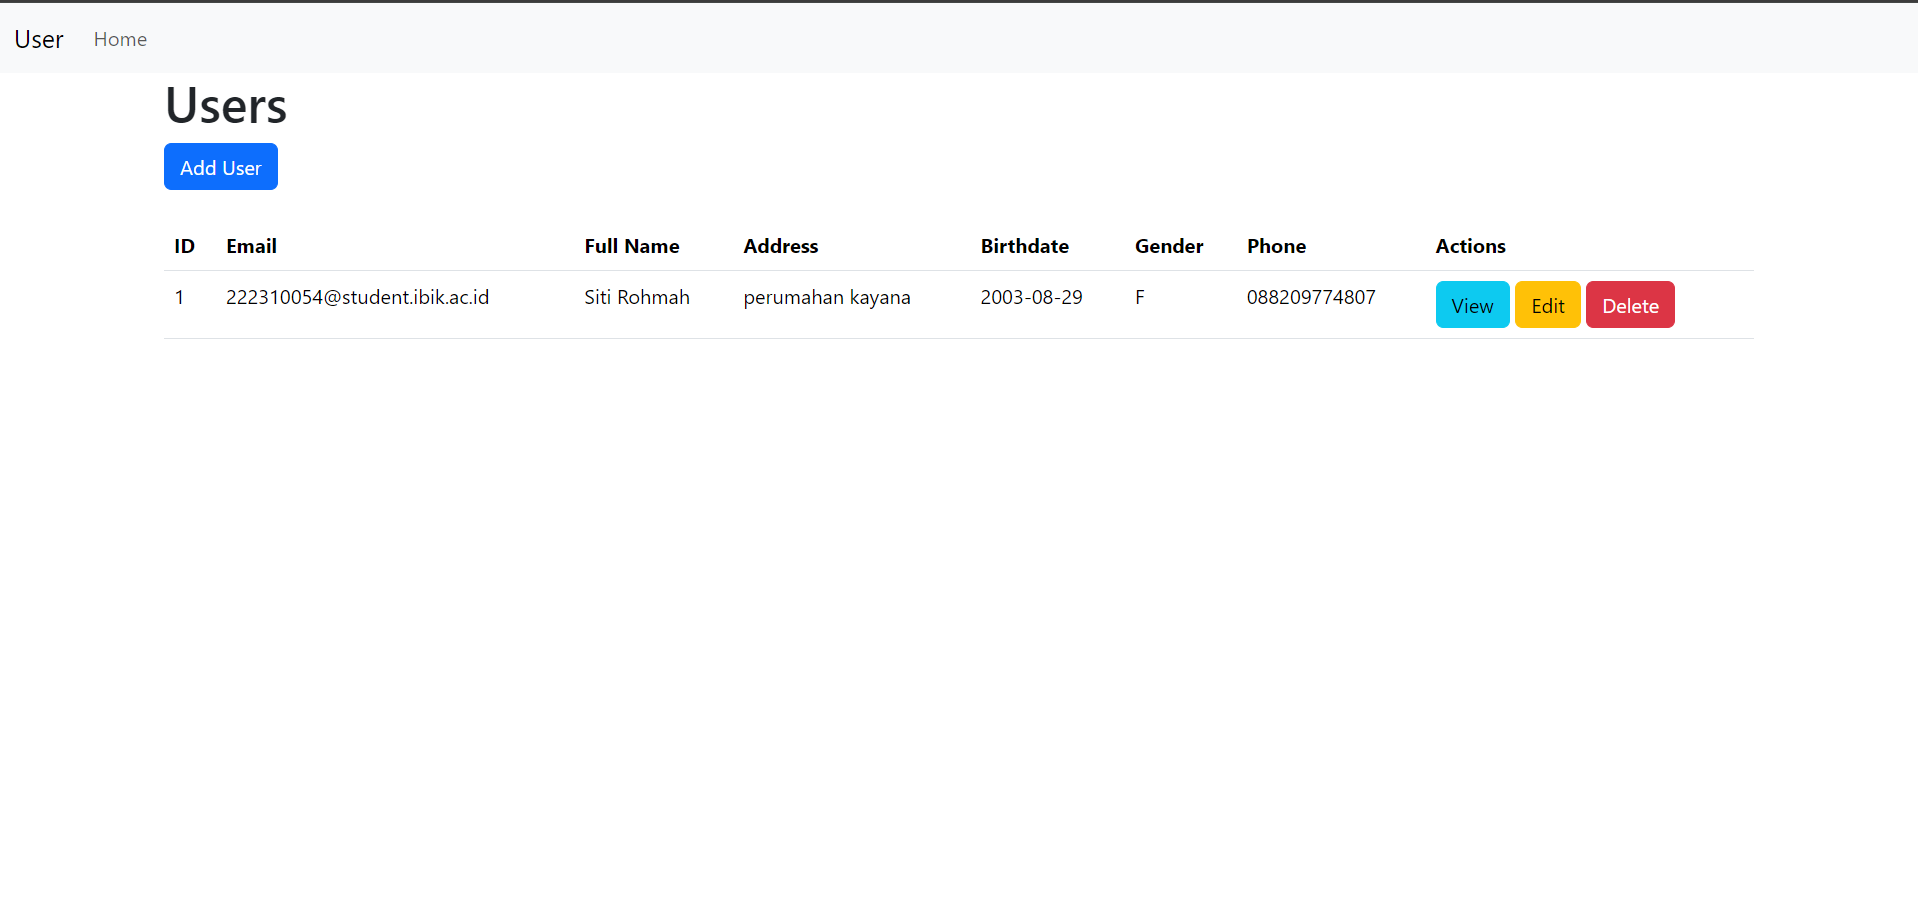 User Home
Users
Add User
ID Email Full Name Address Birthdate Gender Phone Actions
1 222310054@student.ibik.ac.id Siti Rohmah perumahan kayana 2003-08-29 F 088209774807 View Edit Delete